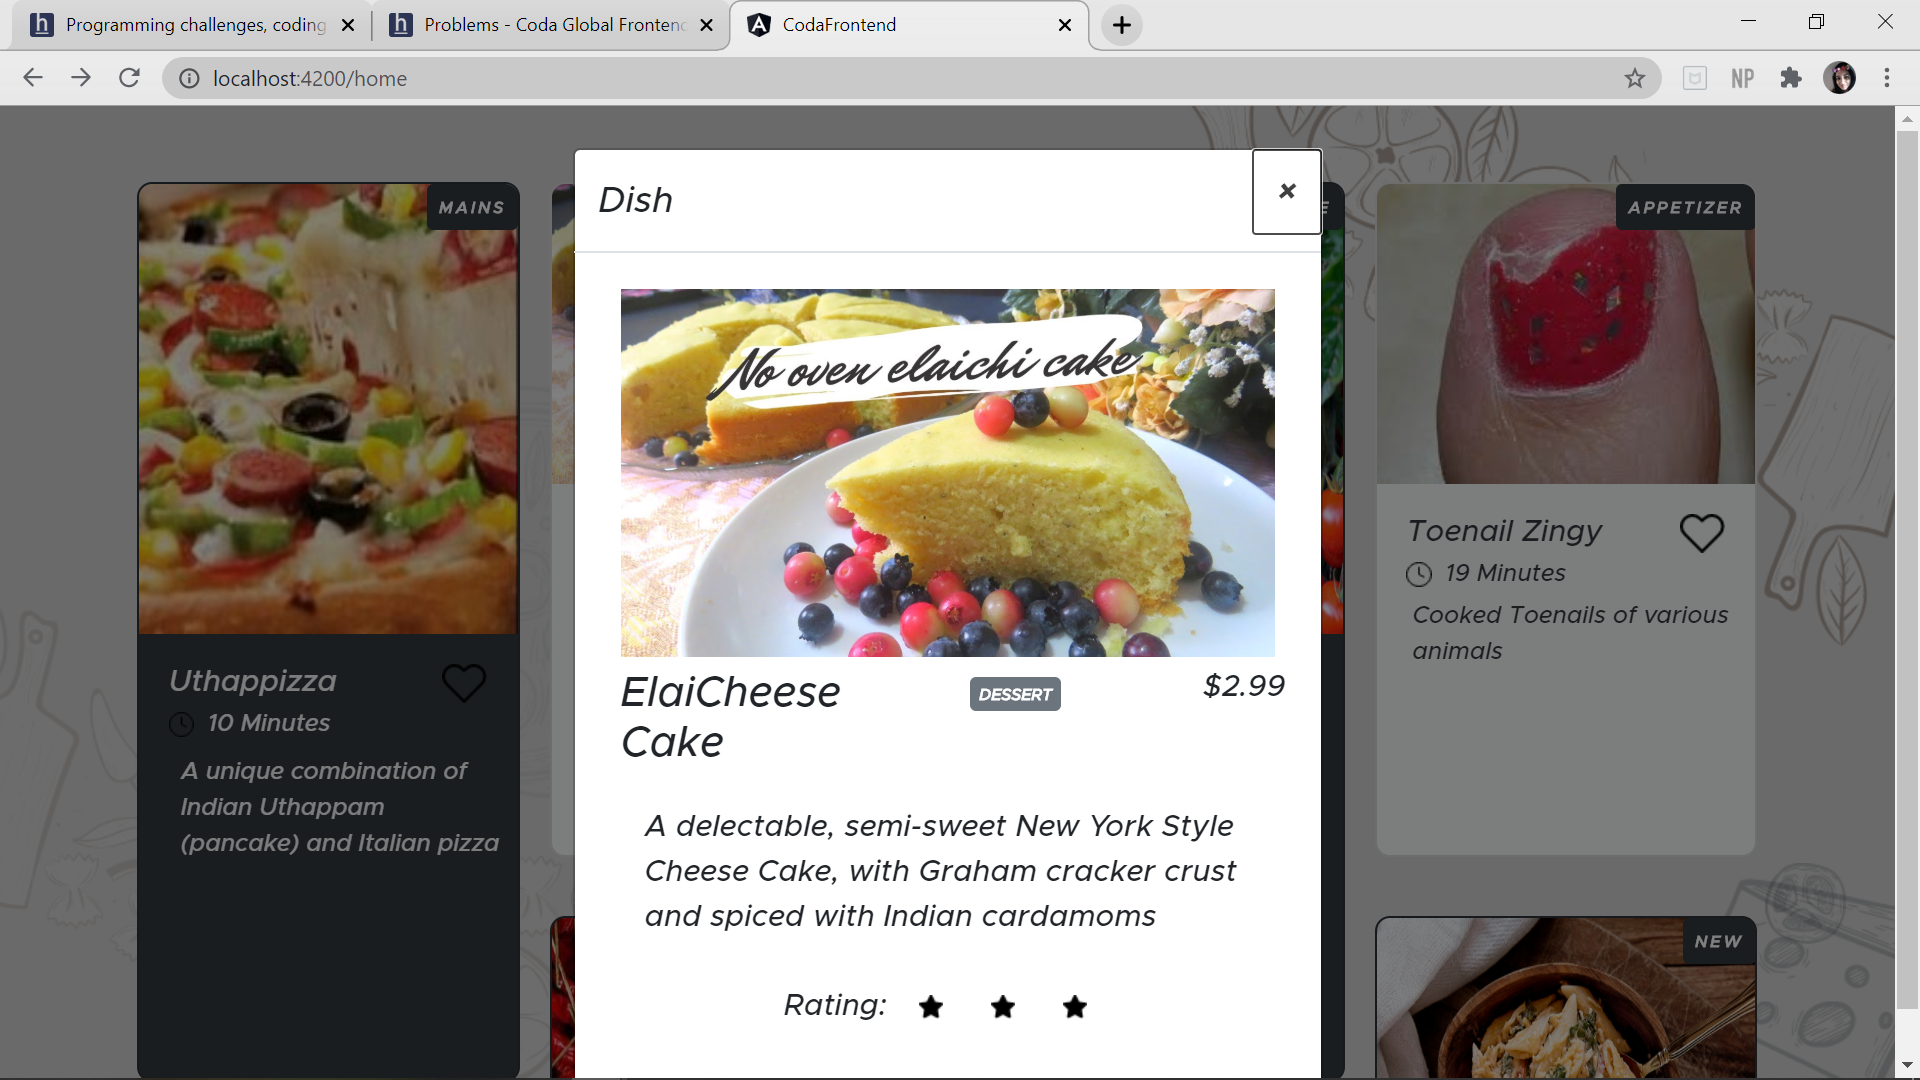 Programming challenges, coding
Problems - Coda Global Frontend
CodaFrontend
localhost:4200/home
NP
MAINS
Uthappizza
10 Minutes
A unique combination of
Indian Uthappam
(pancake) and Italian pizza
Dish
×
No oven elaichi cake
ElaiCheese
Cake
DESSERT
$2.99
A delectable, semi-sweet New York Style
Cheese Cake, with Graham cracker crust
and spiced with Indian cardamoms
Rating:
E
APPETIZER
Toenail Zingy
19 Minutes
Cooked Toenails of various
animals
NEW